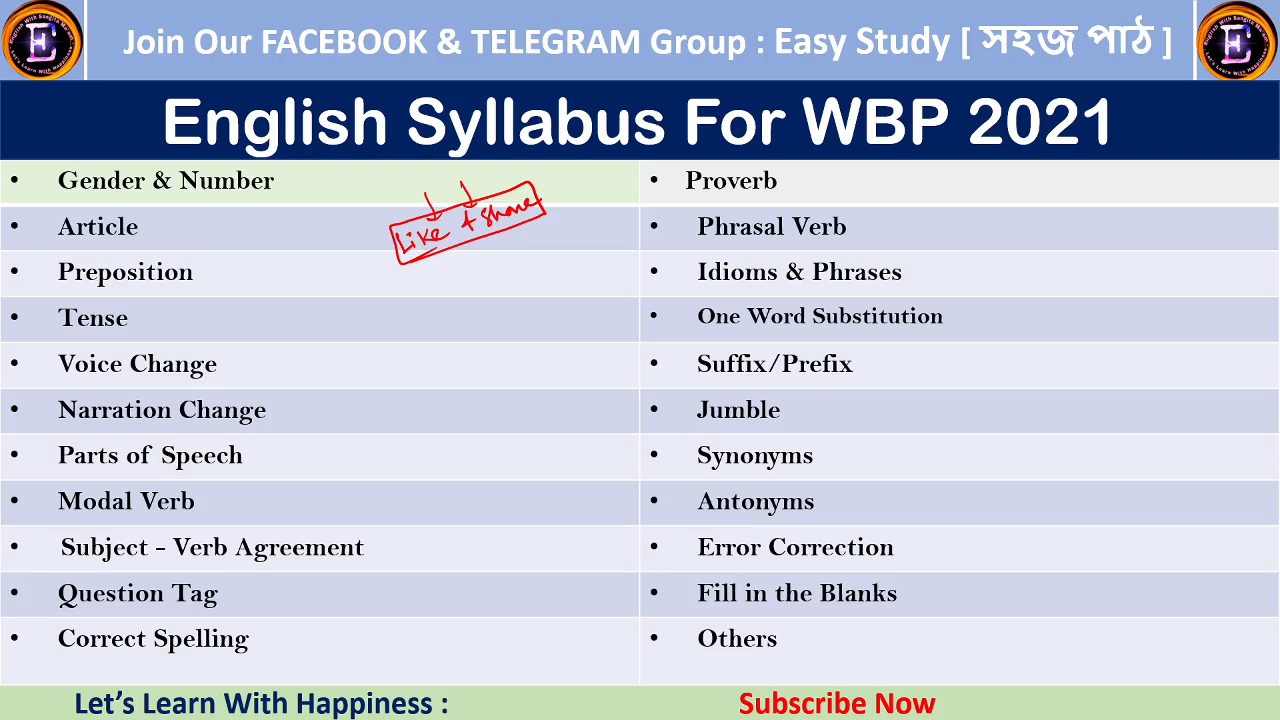 Join Our FACEBOOK & TELEGRAM Group · Easy Study [ সহজ পাঠ ]
English Syllabus For WBP 2021
• Gender & Number
• Article
• Preposition
• Tense
• Voice Change
• Narration Change
• Parts of Speech
• Modal Verb
• Subject – Verb Agreement
• Question Tag
• Correct Spelling
Like + share
• Proverb
• Phrasal Verb
• Idioms & Phrases
• One Word Substitution
• Suffix/Prefix
• Jumble
• Synonyms
• Antonyms
• Error Correction
• Fill in the Blanks
• Others
Let's Learn With Happiness :
Subscribe Now